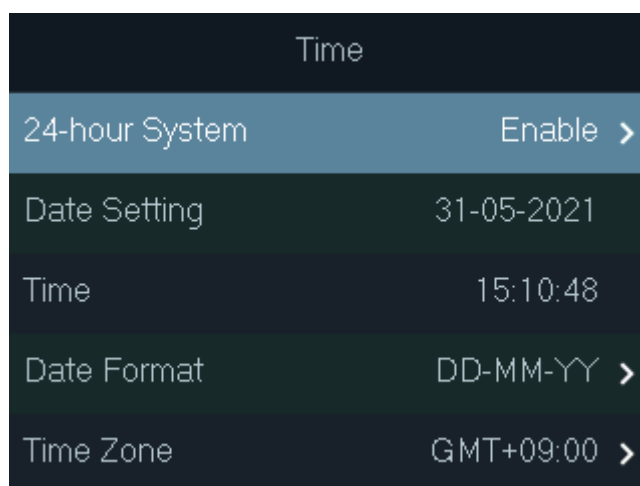 Time
24-hour System Enable >
Date Setting 31-05-2021
Time 15:10:48
Date Format DD-MM-YY >
Time Zone GMT+09:00 >